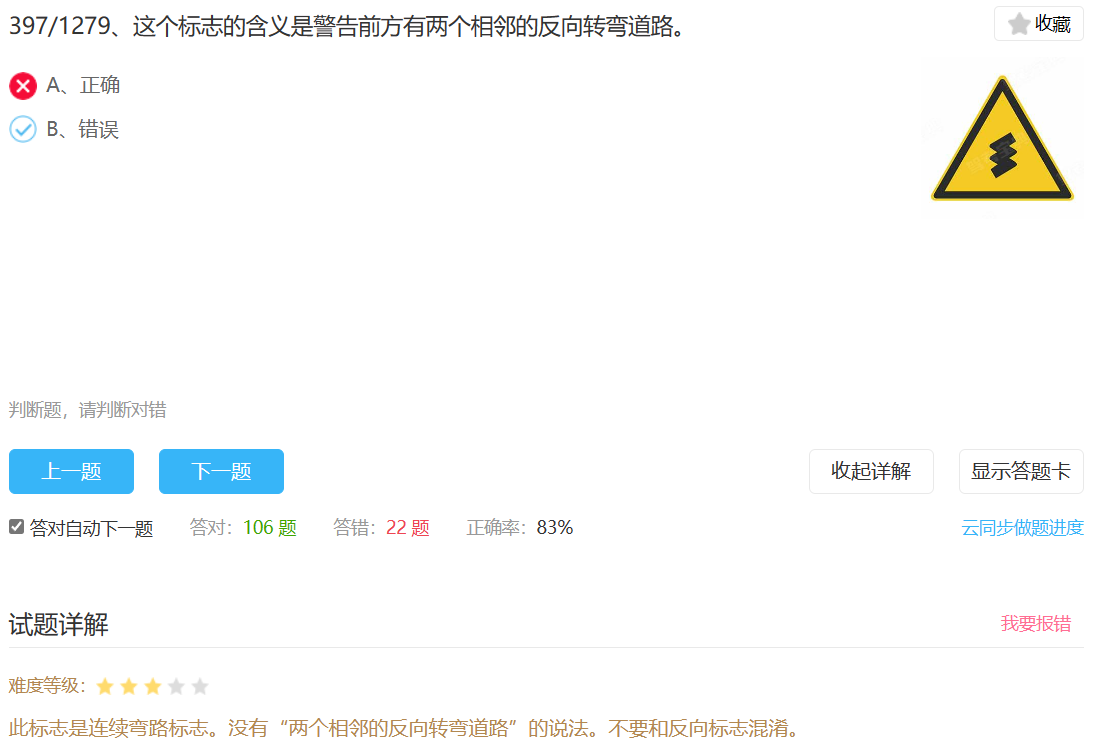 397/1279、这个标志的含义是警告前方有两个相邻的反向转弯道路。
收藏
A、正确
B、错误
判断题，请判断对错
上一题
下一题
收起详解
显示答题卡
答对自动下一题
答对：106 题
答错：22 题
正确率：83%
云同步做题进度
试题详解
我要报错
难度等级：
此标志是连续弯路标志。没有“两个相邻的反向转弯道路”的说法。不要和反向标志混淆。